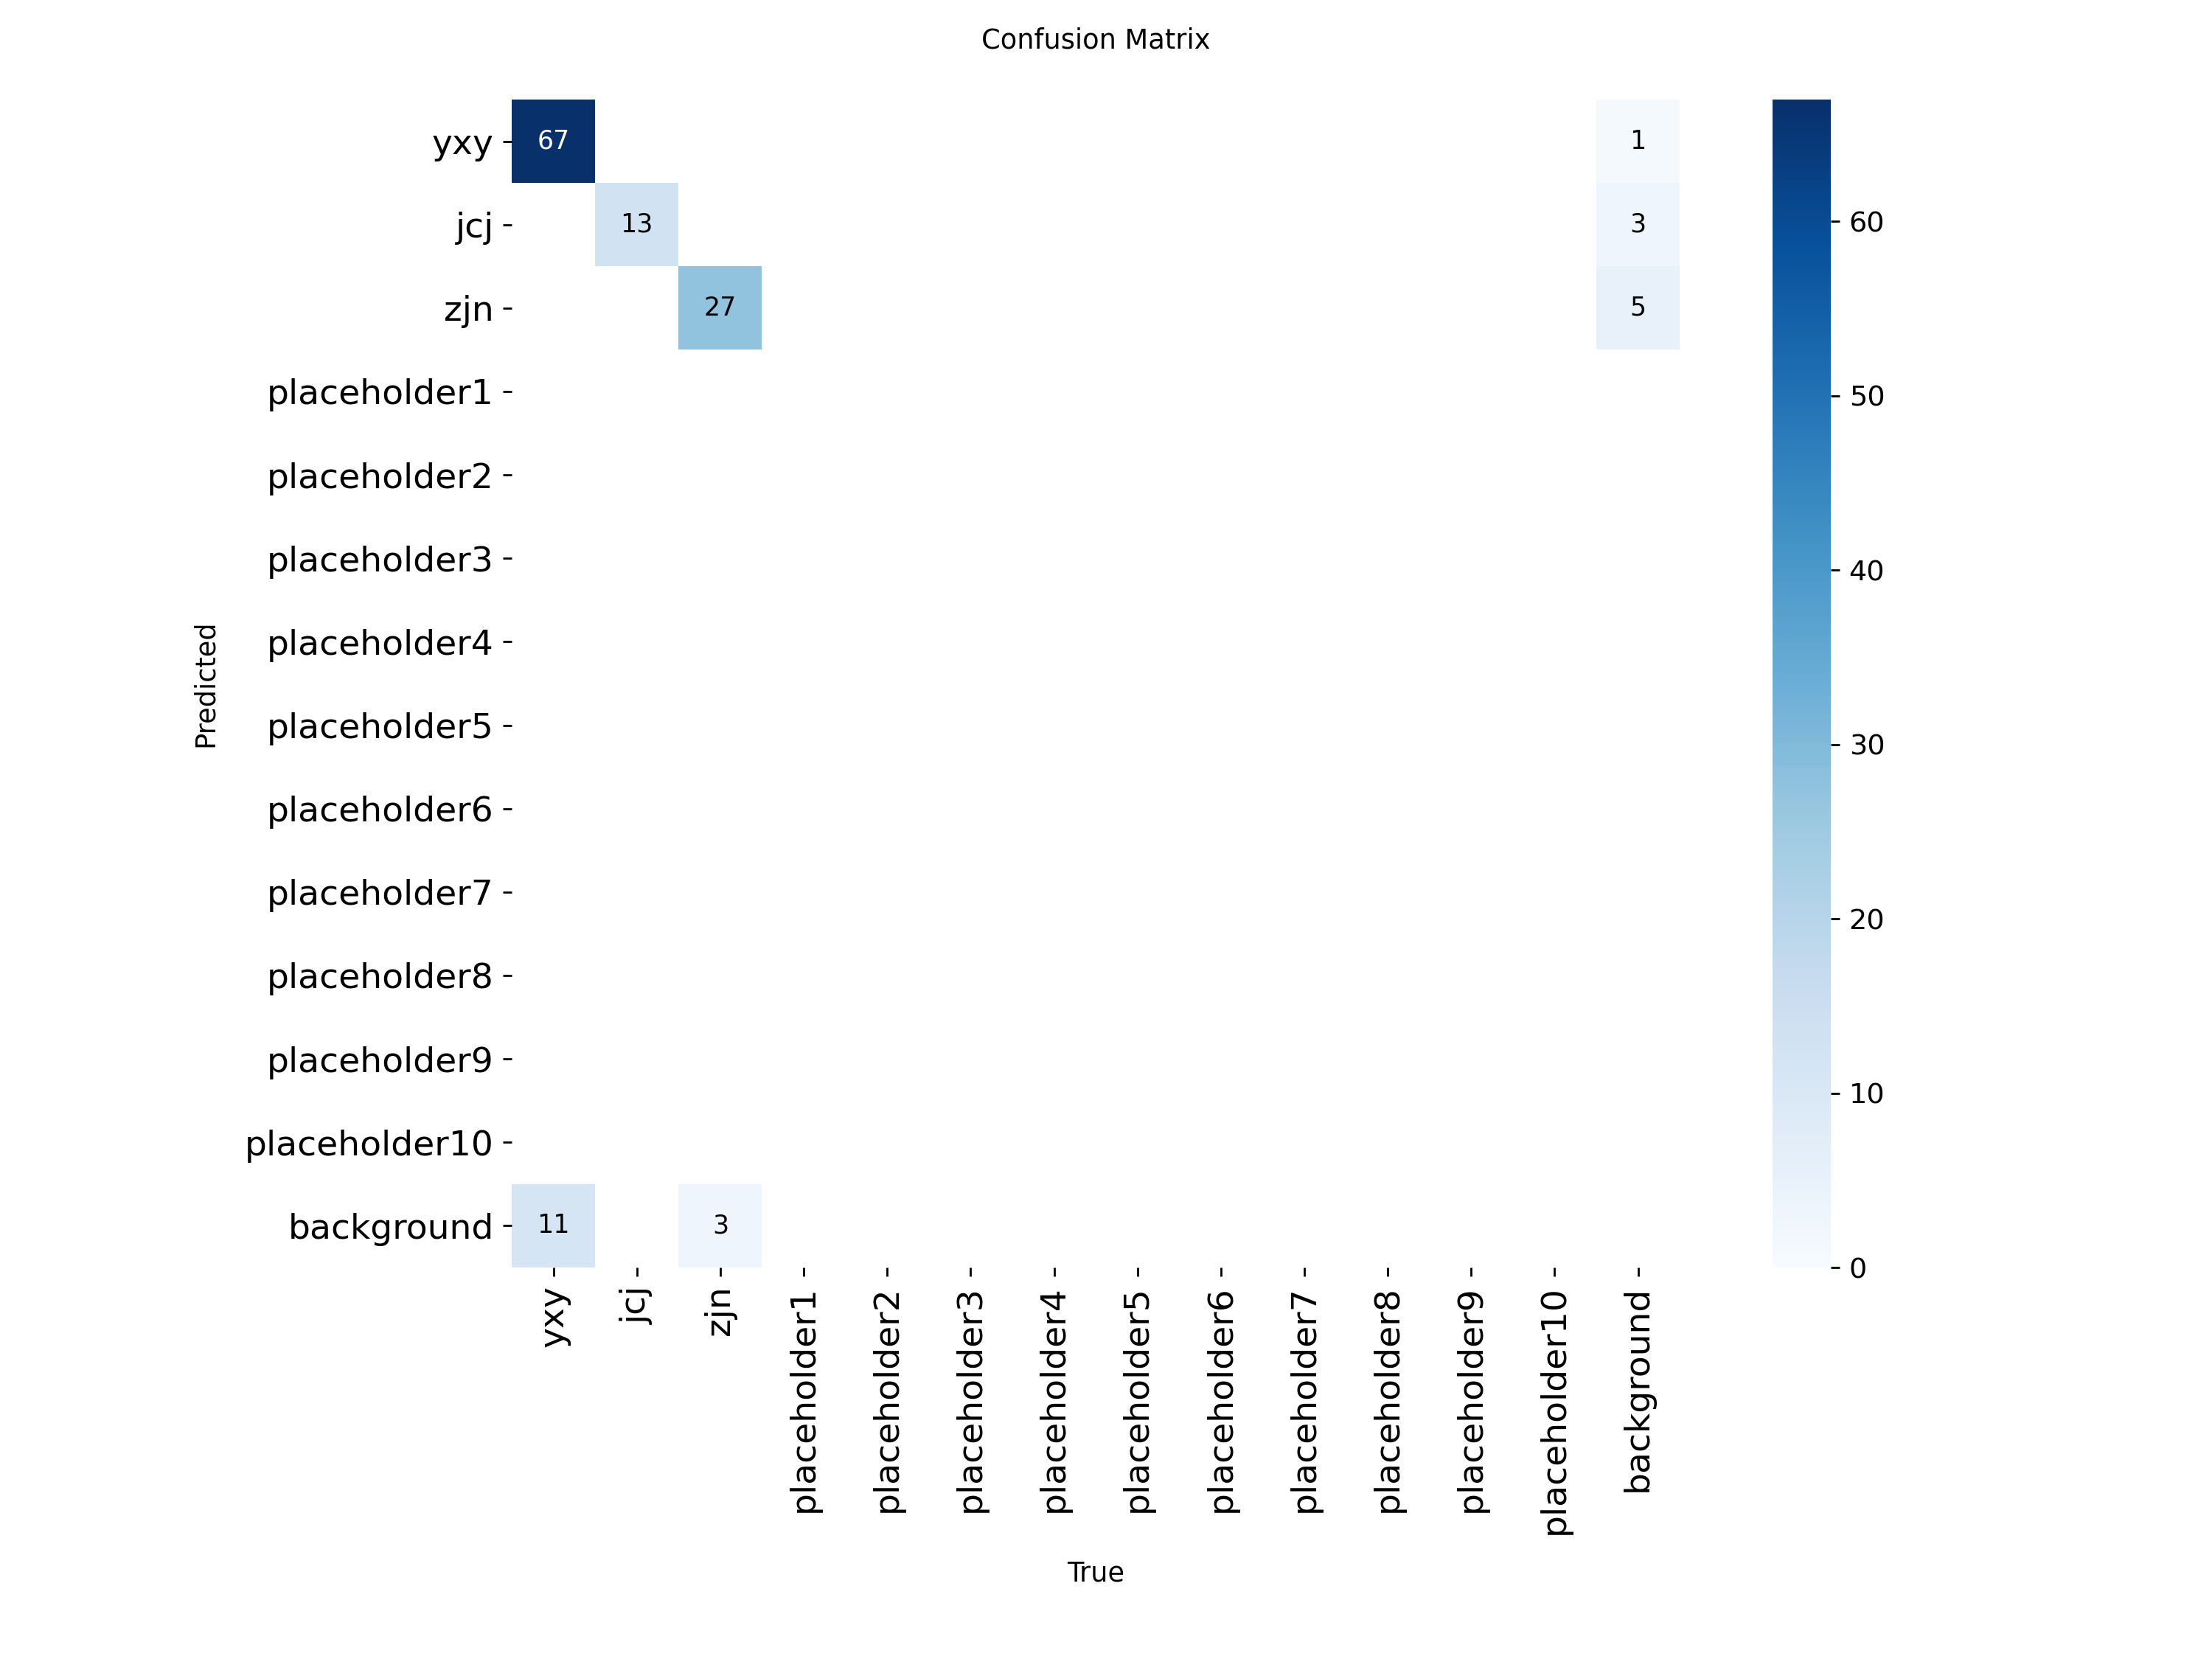 Confusion Matrix
yxy
67
1
jcj
13
3
zjn
27
5
placeholder1
placeholder2
placeholder3
placeholder4
placeholder5
placeholder6
placeholder7
placeholder8
placeholder9
placeholder10
background
11
3
Predicted
yxy
jcj
zjn
placeholder1
placeholder2
placeholder3
placeholder4
placeholder5
placeholder6
placeholder7
placeholder8
placeholder9
placeholder10
background
True
60
50
40
30
20
10
0